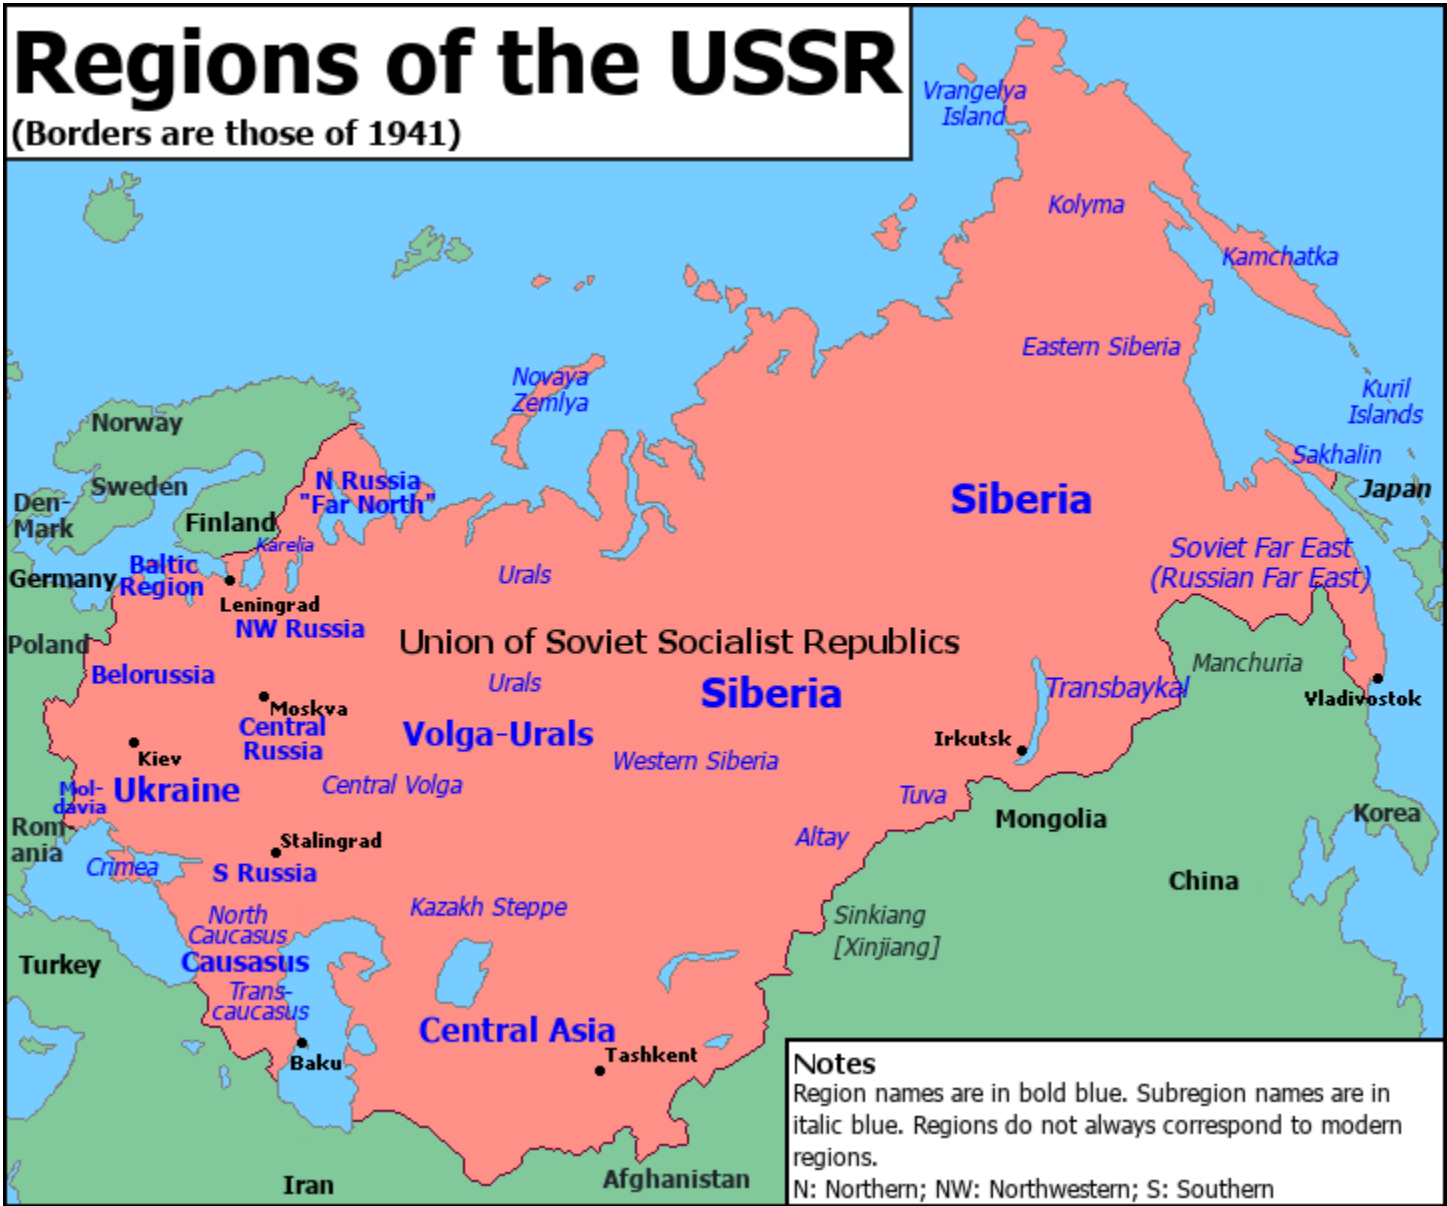 Regions of the USSR
(Borders are those of 1941)
Vrangelya
Island
Kolyma
Kamchatka
Eastern Siberia
Novaya
Zemlya
Kuril
Islands
Norway
Sakhalin
N Russia
"Far North"
Sweden
Japan
Den-
Mark
Siberia
Finland
Karelia
Soviet Far East
(Russian Far East)
Baltic
Region
Germany
Urals
Leningrad
NW Russia
Poland
Union of Soviet Socialist Republics
Manchuria
Belorussia
Urals
Siberia
Transbaykal
Vladivostok
Moskva
Central
Russia
Volga-Urals
Irkutsk
Kiev
Western Siberia
Mol-
davia
Ukraine
Central Volga
Tuva
Rom-
ania
Stalingrad
Altay
Mongolia
Korea
Crimea
S Russia
China
North
Caucasus
Kazakh Steppe
Sinkiang
[Xinjiang]
Turkey
Causasus
Trans-
caucasus
Central Asia
Baku
Tashkent
Iran
Afghanistan
Notes
Region names are in bold blue. Subregion names are in
italic blue. Regions do not always correspond to modern
regions.
N: Northern; NW: Northwestern; S: Southern